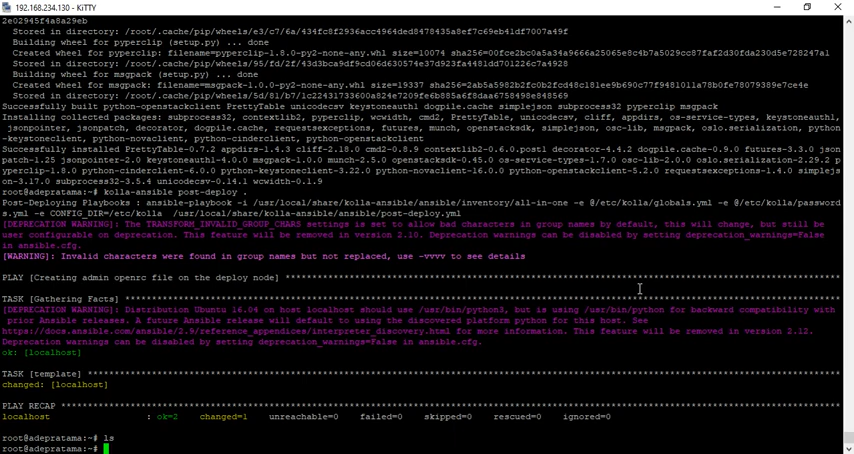 192.168.234.130 - KiTTY
2e02945f4a8a29eb
Stored in directory: /root/.cache/pip/wheels/e3/c7/6a/434fc8f2936acc4964ded8478435a8ef7c69eb41df7007a49f
Building wheel for pyperclip (setup.py) ... done
Created wheel for pyperclip: filename=pyperclip-1.8.0-py2-none-any.whl size=10074 sha256=00fce2bc0a5a34a9666a25065e8c4b7a5029cc87faf2d30fda230d5e728247a1
Stored in directory: /root/.cache/pip/wheels/95/fd/2f/43d3bca9df9cd06d630574e37d923fa4481dd701226c7a4928
Building wheel for msgpack (setup.py) ... done
Created wheel for msgpack: filename=msgpack-1.0.0-py2-none-any.whl size=19337 sha256=2ab5a5982b2fc0b2fcd48c181ee9b690c77f9481011a78b0fe78079389e7ce4e
Stored in directory: /root/.cache/pip/wheels/5d/81/b7/1c22431733600a824e7209fe6b885a6f8daa6758498e848569
Successfully built python-openstackclient PrettyTable unicodecsv keystoneauth1 dogpile.cache simplejson subprocess32 pyperclip msgpack
Installing collected packages: subprocess32, contextlib2, pyperclip, wcwidth, cmd2, PrettyTable, unicodecsv, cliff, appdirs, os-service-types, keystoneauth1,
jsonpointer, jsonpatch, decorator, dogpile.cache, requestsexceptions, futures, munch, openstacksdk, simplejson, osc-lib, msgpack, oslo.serialization, python
-keystoneclient, python-novaclient, python-cinderclient, python-openstackclient
Successfully installed PrettyTable-0.7.2 appdirs-1.4.3 cliff-2.18.0 cmd2-0.8.9 contextlib2-0.6.0.post1 decorator-4.4.2 dogpile.cache-0.9.0 futures-3.3.0 json
patch-1.25 jsonpointer-2.0 keystoneauth1-4.0.0 msgpack-1.0.0 munch-2.5.0 openstacksdk-0.45.0 os-service-types-1.7.0 osc-lib-2.0.0 oslo.serialization-2.29.2 p
yperclip-1.8.0 python-cinderclient-6.0.0 python-keystoneclient-3.22.0 python-novaclient-16.0.0 python-openstackclient-5.2.0 requestsexceptions-1.4.0 simplejs
on-3.17.0 subprocess32-3.5.4 unicodecsv-0.14.1 wcwidth-0.1.9
root@adepratama:~# kolla-ansible post-deploy .
Post-Deploying Playbooks : ansible-playbook -i /usr/local/share/kolla-ansible/ansible/inventory/all-in-one -e @/etc/kolla/globals.yml -e @/etc/kolla/password
s.yml -e CONFIG_DIR=/etc/kolla  /usr/local/share/kolla-ansible/ansible/post-deploy.yml
[DEPRECATION WARNING]: The TRANSFORM_INVALID_GROUP_CHARS settings is set to allow bad characters in group names by default, this will change, but still be
user configurable on deprecation. This feature will be removed in version 2.10. Deprecation warnings can be disabled by setting deprecation_warnings=False
in ansible.cfg.
[WARNING]: Invalid characters were found in group names but not replaced, use -vvvv to see details
PLAY [Creating admin openrc file on the deploy node] ****************************************************************************************************
TASK [Gathering Facts] **********************************************************************************************************************************
[DEPRECATION WARNING]: Distribution Ubuntu 16.04 on host localhost should use /usr/bin/python3, but is using /usr/bin/python for backward compatibility with
prior Ansible releases. A future Ansible release will default to using the discovered platform python for this host. See
https://docs.ansible.com/ansible/2.9/reference_appendices/interpreter_discovery.html for more information. This feature will be removed in version 2.12.
Deprecation warnings can be disabled by setting deprecation_warnings=False in ansible.cfg.
ok: [localhost]
TASK [template] *****************************************************************************************************************************************
changed: [localhost]
PLAY RECAP **********************************************************************************************************************************************
localhost                  : ok=2    changed=1    unreachable=0    failed=0    skipped=0    rescued=0    ignored=0
root@adepratama:~# ls
root@adepratama:~#